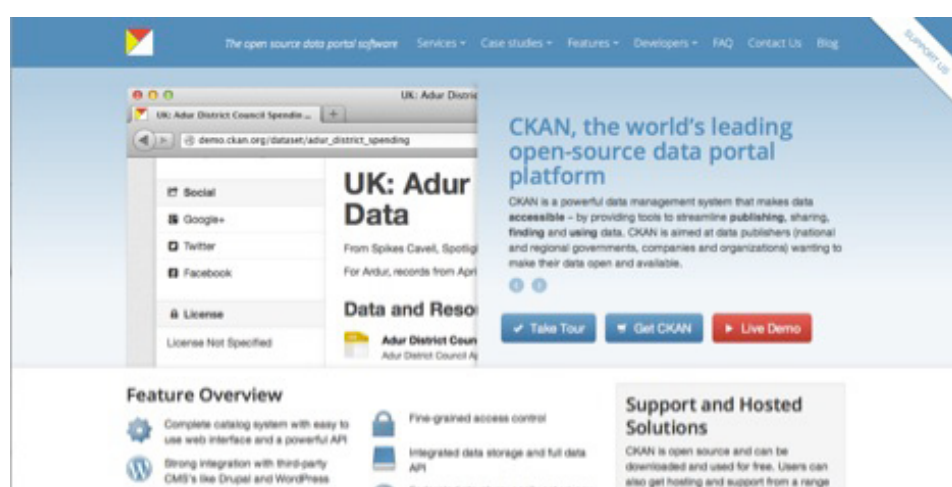 The open source data portal software Services Case studies Features Developers FAQ Contact Us Blog
SUPPORT US
UK: Adur Distric
UK: Adur District Council Spendin...
demo.ckan.org/dataset/adur_district_spending
Social
Google+
Twitter
Facebook
License
License Not Specified
UK: Adur
Data
From Spikes Cavell, Spotlig
For Ardur, records from Apri
Data and Reso
Adur District Coun
Adur District Council Ap
CKAN, the world's leading
open-source data portal
platform
CKAN is a powerful data management system that makes data
accessible – by providing tools to streamline publishing, sharing,
finding and using data. CKAN is aimed at data publishers (national
and regional governments, companies and organizations) wanting to
make their data open and available.
Take Tour Get CKAN Live Demo
Feature Overview
Complete catalog system with easy to
use web interface and a powerful API
Strong integration with third-party
CMS's like Drupal and WordPress
Fine-grained access control
Integrated data storage and full data
API
Support and Hosted
Solutions
CKAN is open source and can be
downloaded and used for free. Users can
also get hosting and support from a range